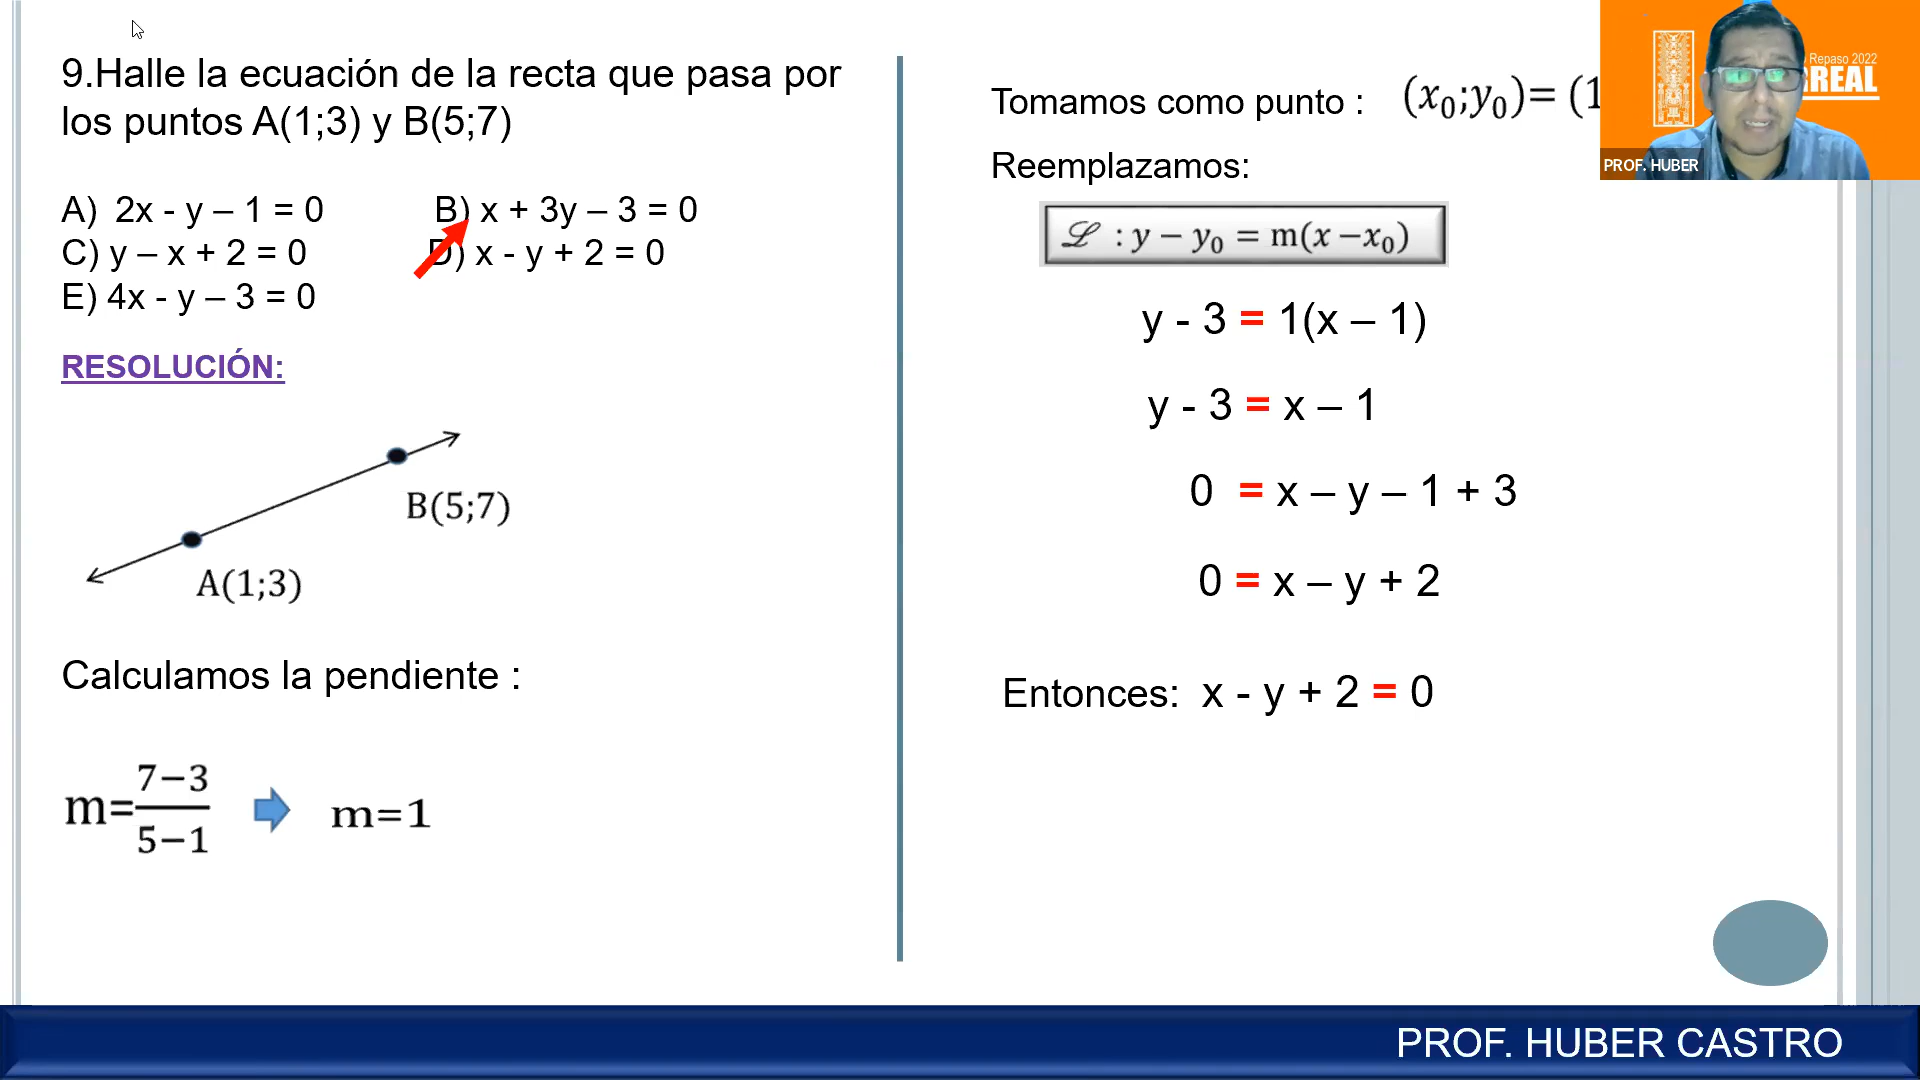 9.Halle la ecuación de la recta que pasa por
los puntos A(1;3) y B(5;7)
A) 2x - y – 1 = 0 B) x + 3y – 3 = 0
C) y – x + 2 = 0 D) x - y + 2 = 0
E) 4x - y – 3 = 0
RESOLUCIÓN:
B(5;7)
A(1;3)
Calculamos la pendiente :
m=7−3/5−1 m=1
Tomamos como punto : (x₀;y₀)= (1
Reemplazamos:
ℒ : y − y₀ = m(x −x₀)
y - 3 = 1(x – 1)
y - 3 = x – 1
0 = x – y – 1 + 3
0 = x – y + 2
Entonces: x - y + 2 = 0
Repaso 2022
RREAL
PROF. HUBER
PROF. HUBER CASTRO